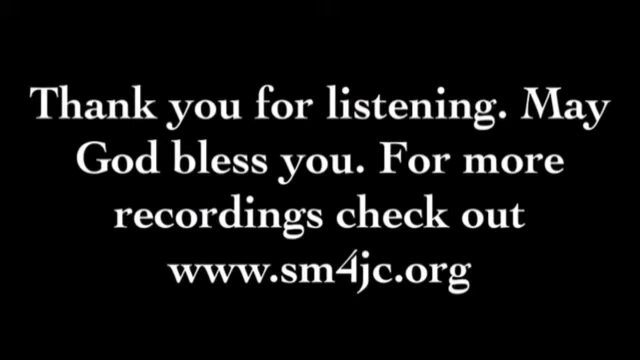 Thank you for listening. May
God bless you. For more
recordings check out
www.sm4jc.org